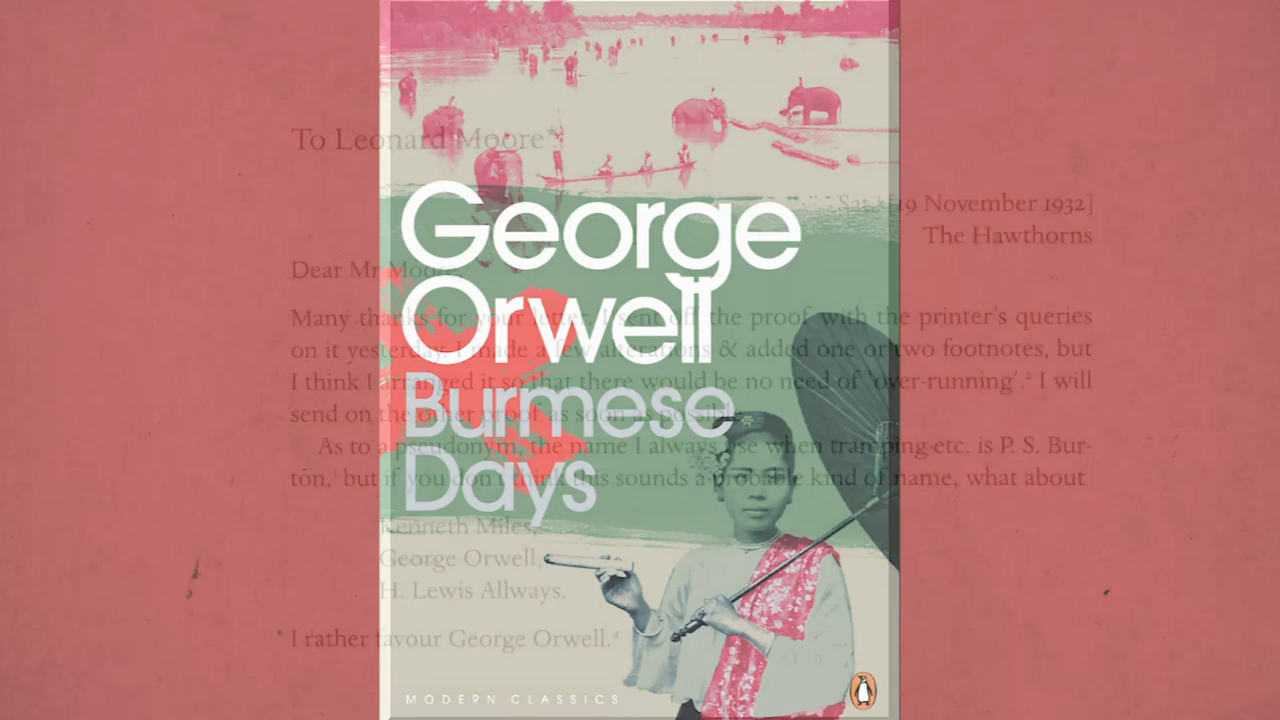 To Leonard Moore*
Sat. [19 November 1932]
The Hawthorns
Dear Mr Moore,
Many thanks for your letter. I sent off the proof with the printer's queries
on it yesterday. I made a few alterations & added one or two footnotes, but
I think I arranged it so that there would be no need of 'over-running'.² I will
send on the other proof as soon as possible.
As to a pseudonym, the name I always use when tramping etc. is P. S. Bur-
ton,³ but if you don't think this sounds a probable kind of name, what about
Kenneth Miles,
George Orwell,
H. Lewis Allways.
I rather favour George Orwell.⁴
George
Orwell
Burmese
Days
MODERN CLASSICS